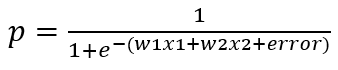 p = 1 / 1+e^−(w1x1+w2x2+error)